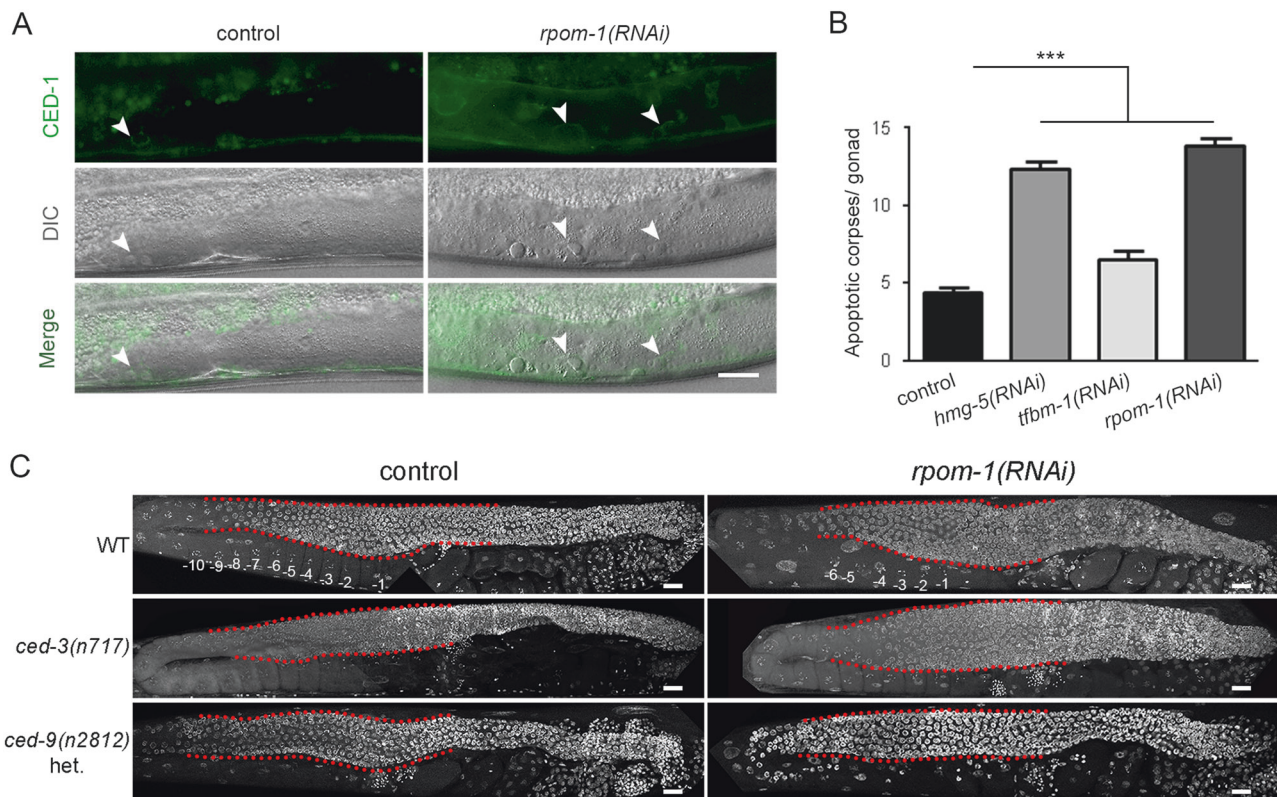 A
control
rpom-1(RNAi)
CED-1
DIC
Merge
B
***
Apoptotic corpses/ gonad
15
10
5
0
control
hmg-5(RNAi)
tfbm-1(RNAi)
rpom-1(RNAi)
C
control
rpom-1(RNAi)
WT
-10 -9 -8 -7 -6 -5 -4 -3 -2 -1
-6 -5 -4 -3 -2 -1
ced-3(n717)
ced-9(n2812)
het.